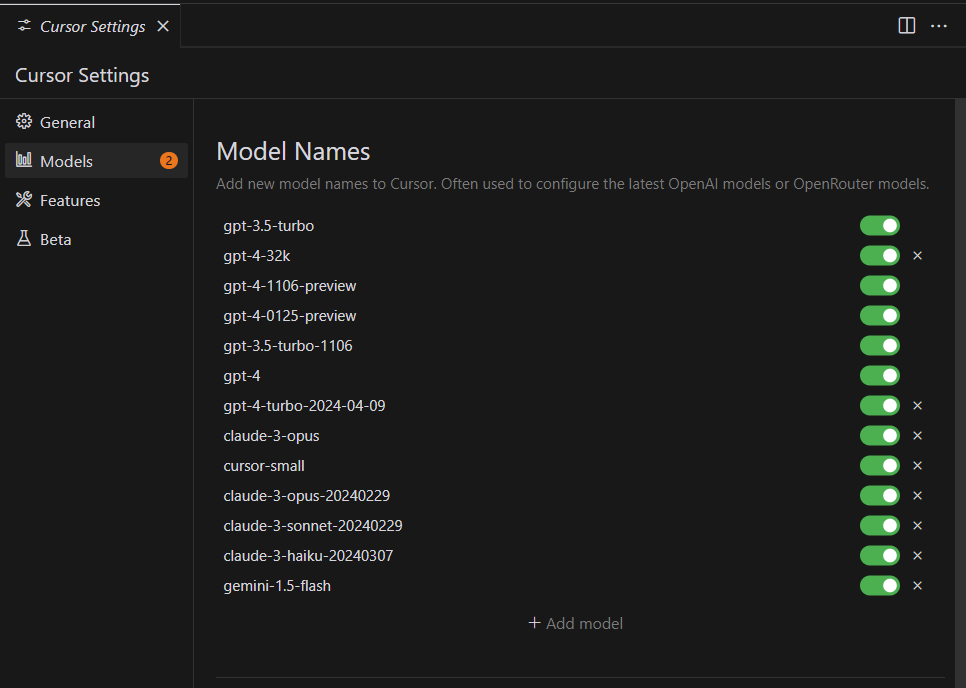 Cursor Settings
Cursor Settings
General
Models 2
Features
Beta
Model Names
Add new model names to Cursor. Often used to configure the latest OpenAI models or OpenRouter models.
gpt-3.5-turbo
gpt-4-32k
gpt-4-1106-preview
gpt-4-0125-preview
gpt-3.5-turbo-1106
gpt-4
gpt-4-turbo-2024-04-09
claude-3-opus
cursor-small
claude-3-opus-20240229
claude-3-sonnet-20240229
claude-3-haiku-20240307
gemini-1.5-flash
+ Add model